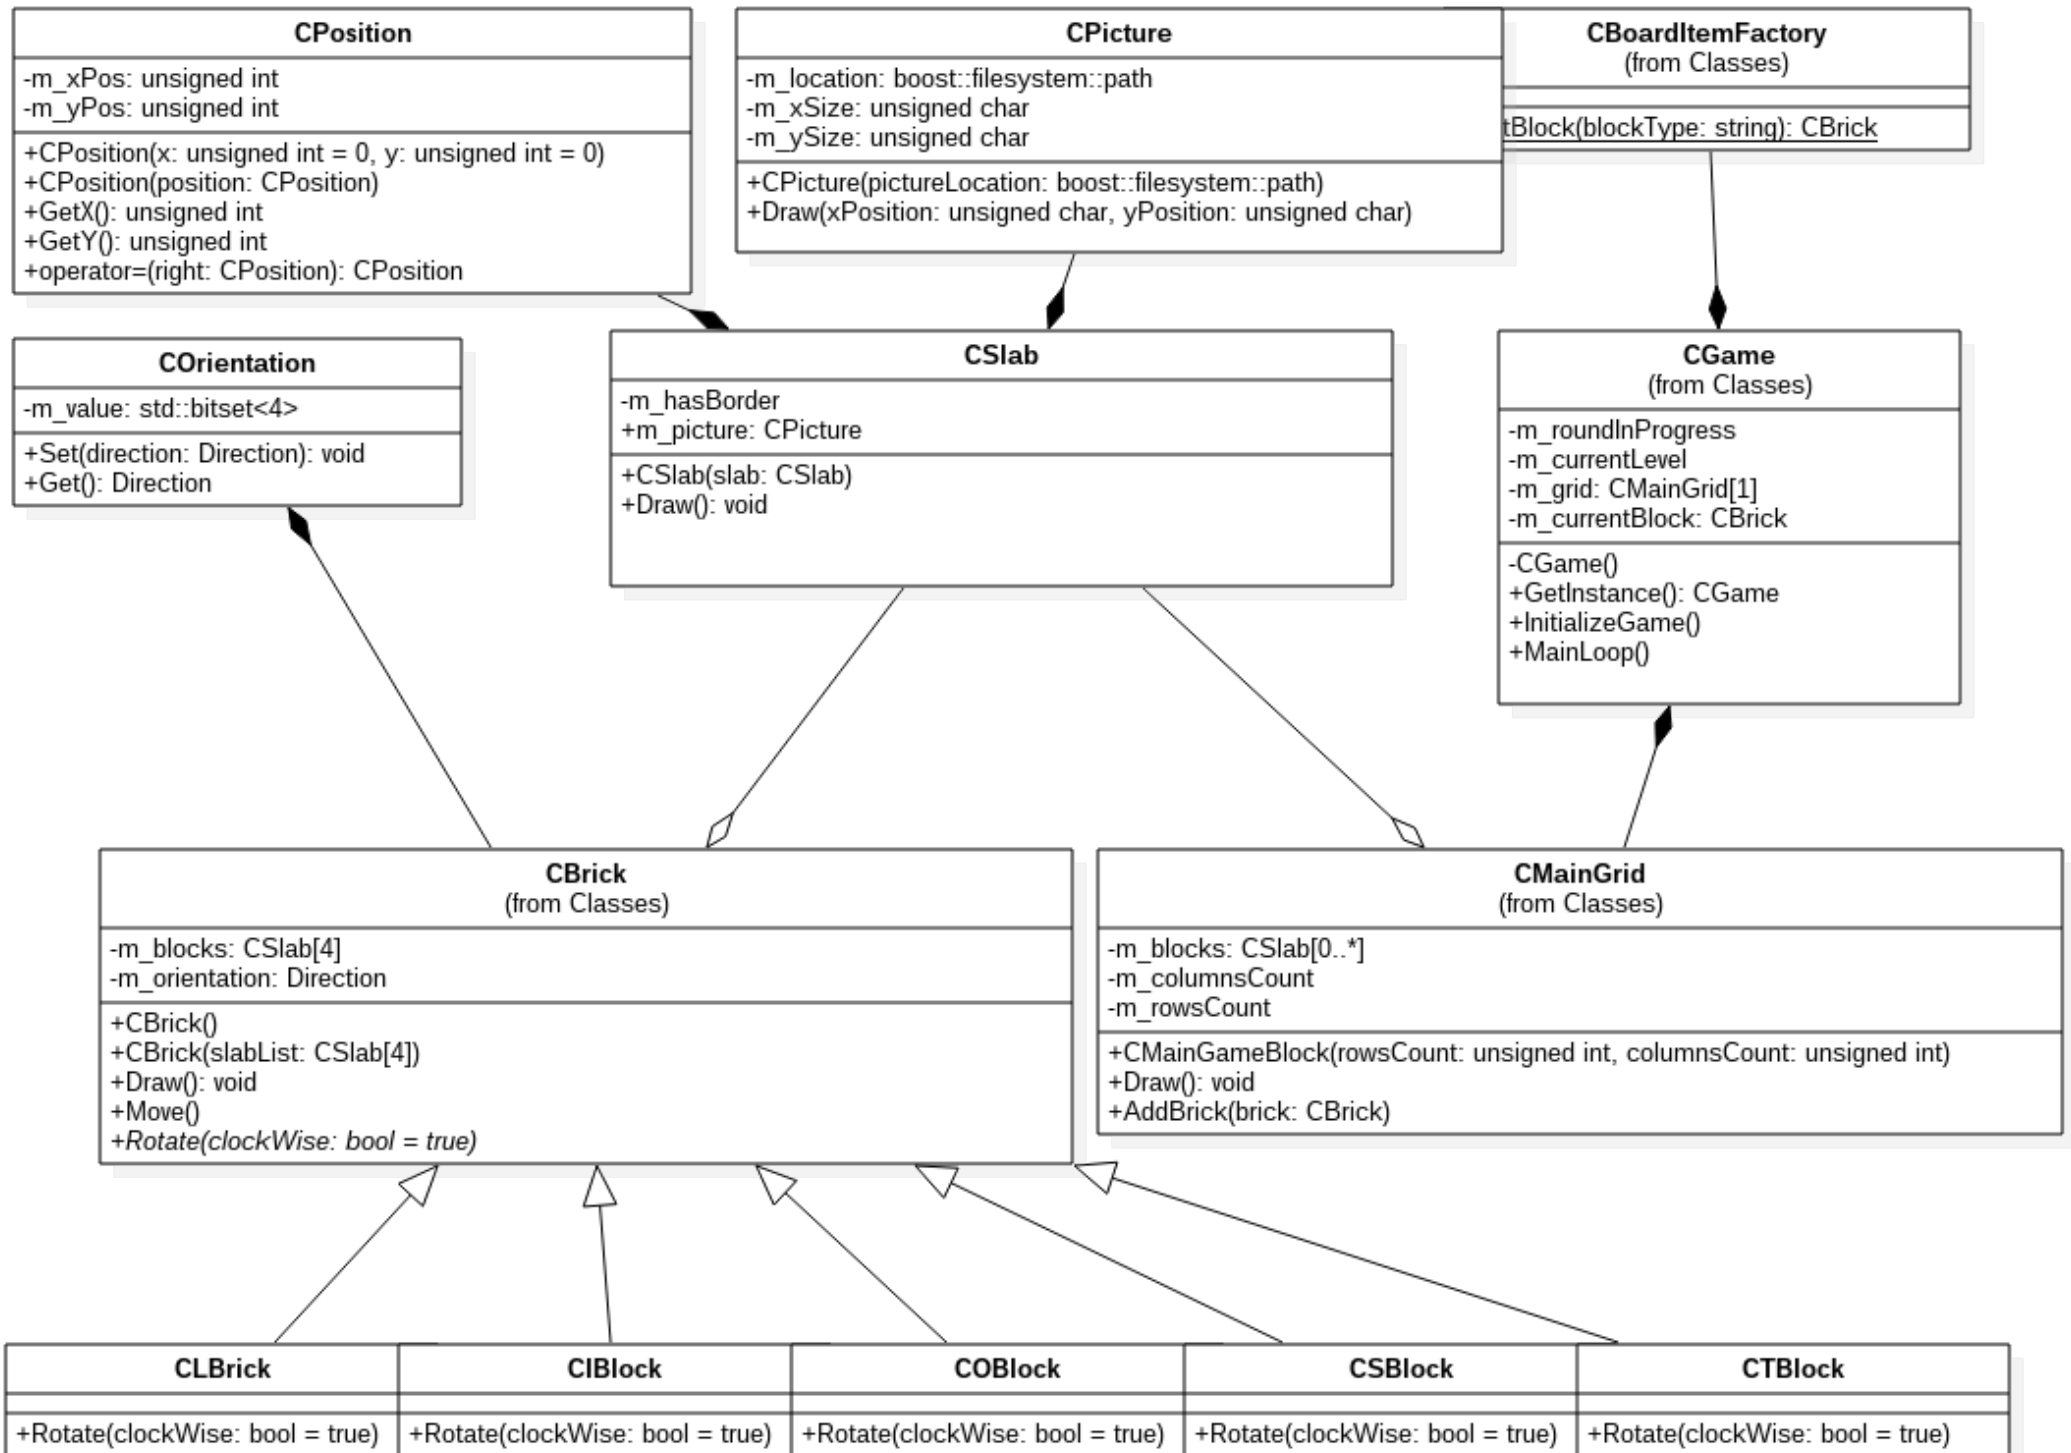 CPosition
-m_xPos: unsigned int
-m_yPos: unsigned int
+CPosition(x: unsigned int = 0, y: unsigned int = 0)
+CPosition(position: CPosition)
+GetX(): unsigned int
+GetY(): unsigned int
+operator=(right: CPosition): CPosition
CPicture
-m_location: boost::filesystem::path
-m_xSize: unsigned char
-m_ySize: unsigned char
+CPicture(pictureLocation: boost::filesystem::path)
+Draw(xPosition: unsigned char, yPosition: unsigned char)
CBoardItemFactory
(from Classes)
tBlock(blockType: string): CBrick
COrientation
-m_value: std::bitset<4>
+Set(direction: Direction): void
+Get(): Direction
CSlab
-m_hasBorder
+m_picture: CPicture
+CSlab(slab: CSlab)
+Draw(): void
CGame
(from Classes)
-m_roundInProgress
-m_currentLevel
-m_grid: CMainGrid[1]
-m_currentBlock: CBrick
-CGame()
+GetInstance(): CGame
+InitializeGame()
+MainLoop()
CBrick
(from Classes)
-m_blocks: CSlab[4]
-m_orientation: Direction
+CBrick()
+CBrick(slabList: CSlab[4])
+Draw(): void
+Move()
+Rotate(clockWise: bool = true)
CMainGrid
(from Classes)
-m_blocks: CSlab[0..*]
-m_columnsCount
-m_rowsCount
+CMainGameBlock(rowsCount: unsigned int, columnsCount: unsigned int)
+Draw(): void
+AddBrick(brick: CBrick)
CLBrick
+Rotate(clockWise: bool = true)
CIBlock
+Rotate(clockWise: bool = true)
COBlock
+Rotate(clockWise: bool = true)
CSBlock
+Rotate(clockWise: bool = true)
CTBlock
+Rotate(clockWise: bool = true)